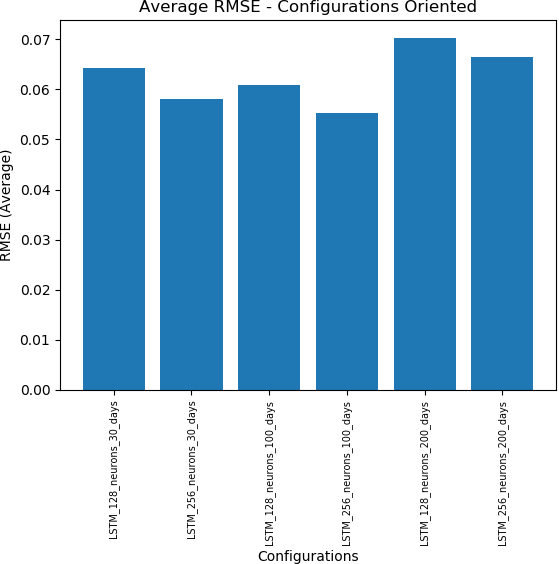 Average RMSE - Configurations Oriented
RMSE (Average)
0.07
0.06
0.05
0.04
0.03
0.02
0.01
0.00
LSTM_128_neurons_30_days
LSTM_256_neurons_30_days
LSTM_128_neurons_100_days
LSTM_256_neurons_100_days
LSTM_128_neurons_200_days
LSTM_256_neurons_200_days
Configurations